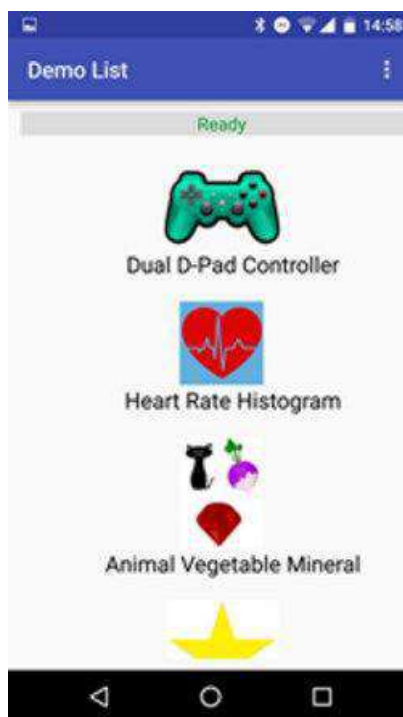 14:58
Demo List
Ready
Dual D-Pad Controller
Heart Rate Histogram
Animal Vegetable Mineral